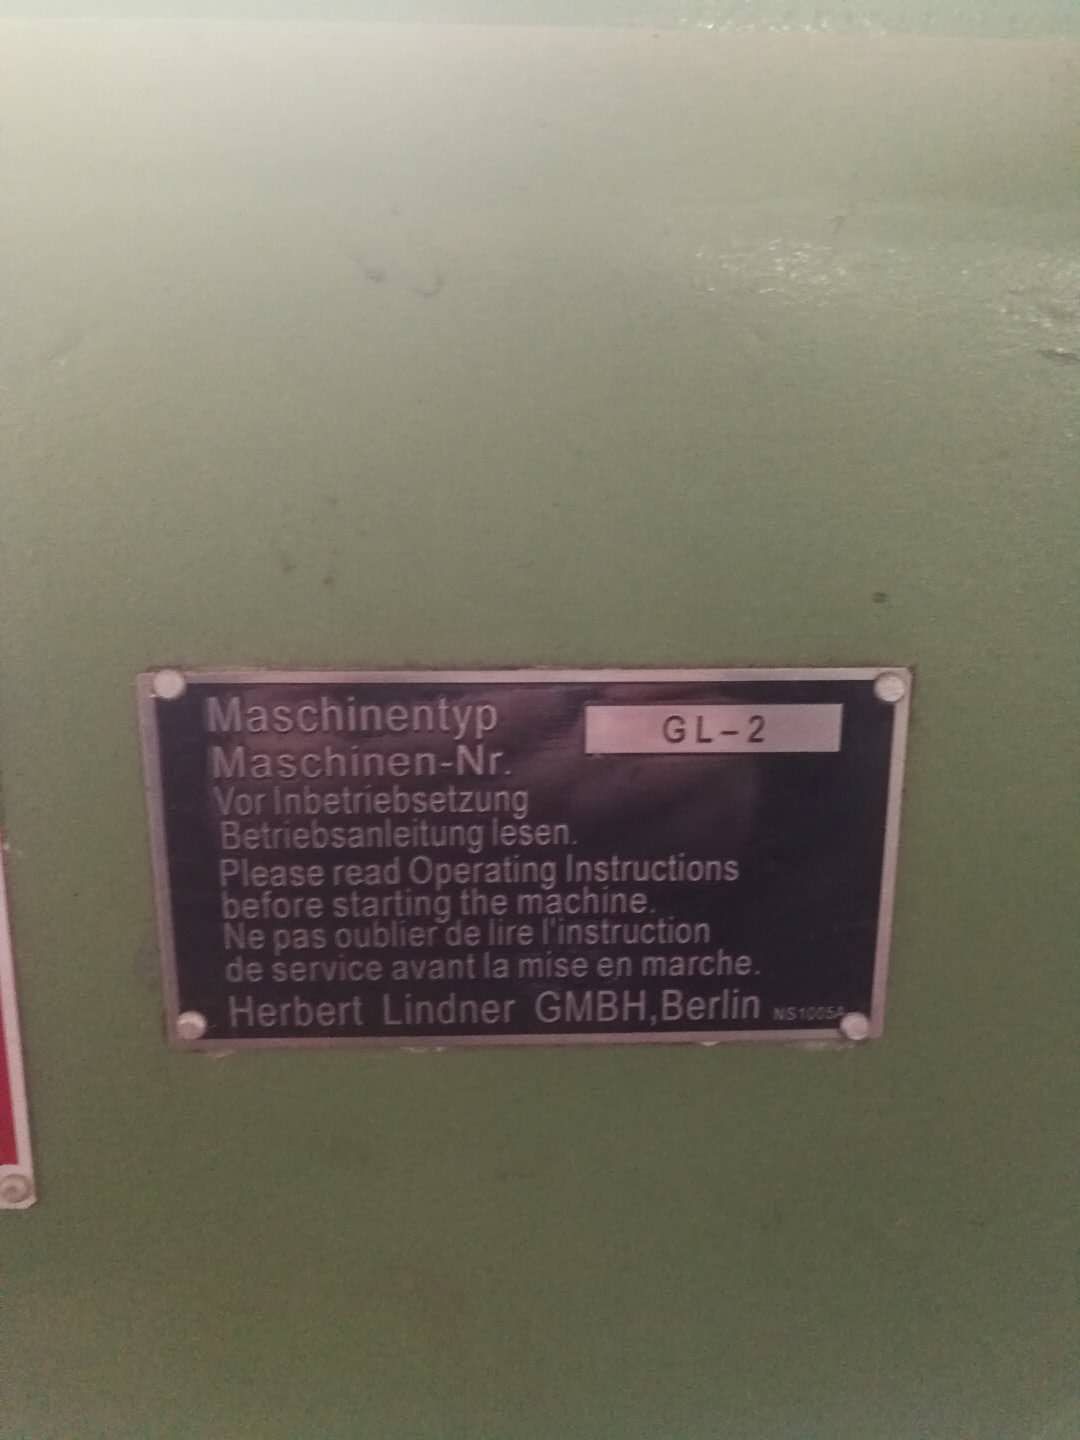 Maschinentyp GL-2
Maschinen-Nr.
Vor Inbetriebsetzung
Betriebsanleitung lesen.
Please read Operating Instructions
before starting the machine.
Ne pas oublier de lire l'instruction
de service avant la mise en marche.
Herbert Lindner GMBH, Berlin NS1005A